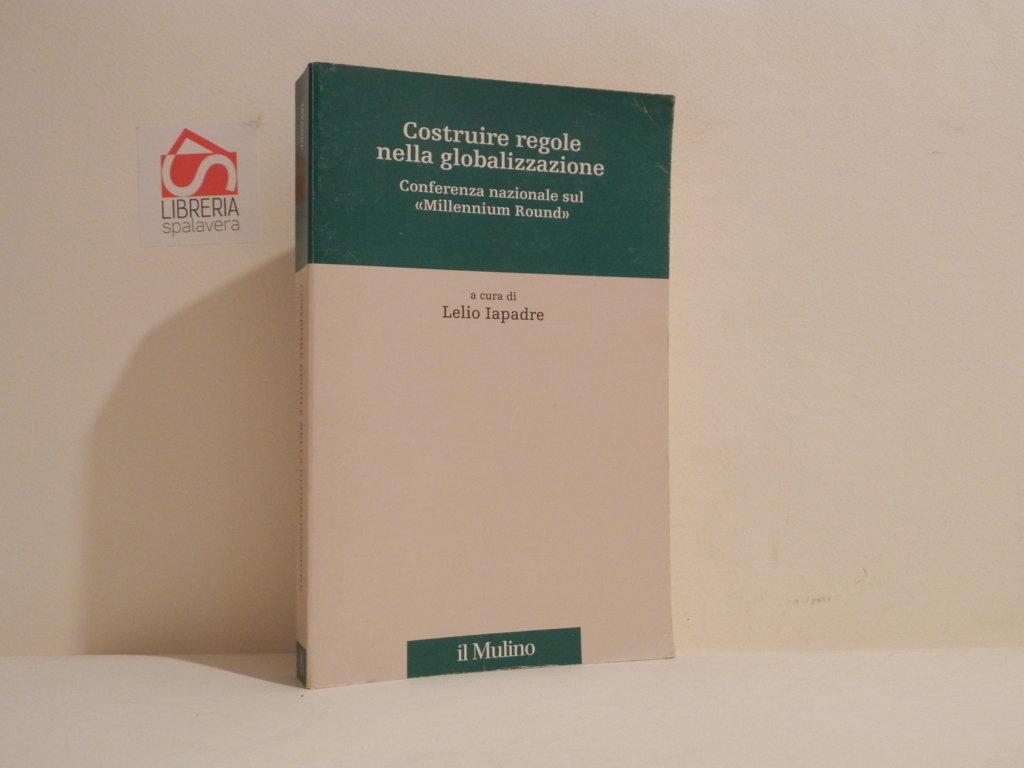 LIBRERIA
spalavera
Costruire regole
nella globalizzazione
Conferenza nazionale sul
«Millennium Round»
a cura di
Lelio Iapadre
il Mulino